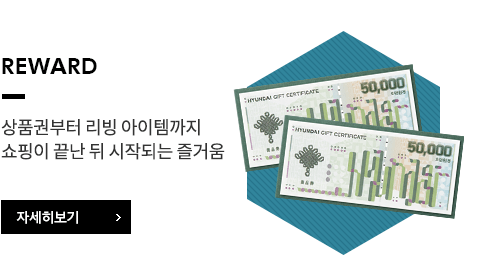 REWARD
상품권부터 리빙 아이템까지
쇼핑이 끝난 뒤 시작되는 즐거움
자세히보기
HYUNDAI GIFT CERTIFICATE
50,000
HYUNDAI GIFT CERTIFICATE
50,000